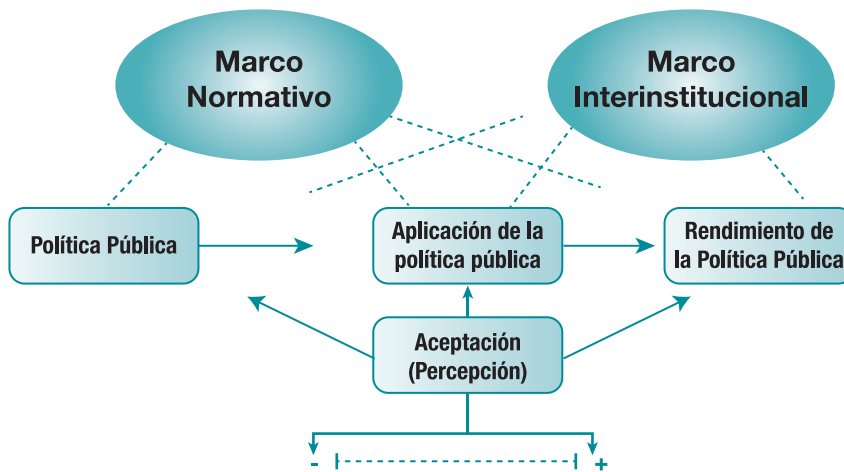 Marco
Normativo
Marco
Interinstitucional
Política Pública
Aplicación de la
política pública
Rendimiento de
la Política Pública
Aceptación
(Percepción)
- +